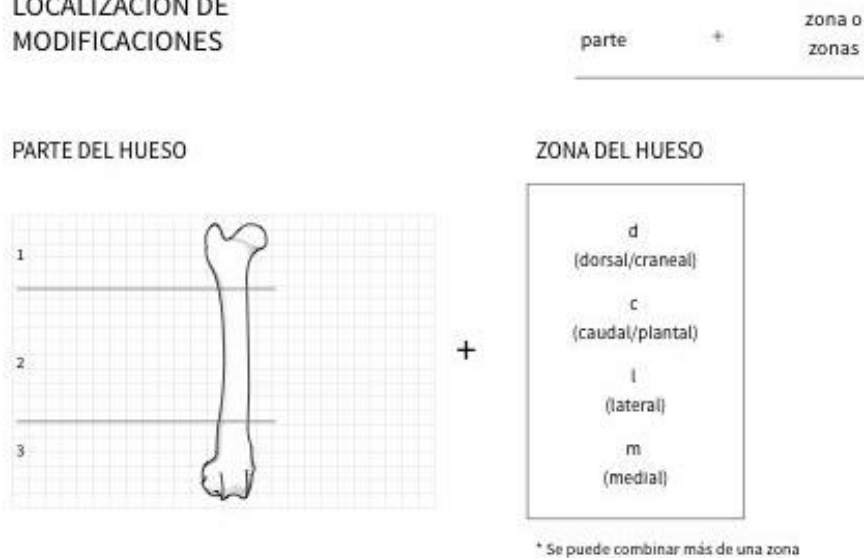 LOCALIZACIÓN DE
MODIFICACIONES
parte + zona o
zonas
PARTE DEL HUESO
ZONA DEL HUESO
1
2
3
+
d
(dorsal/craneal)
c
(caudal/plantal)
l
(lateral)
m
(medial)
* Se puede combinar más de una zona